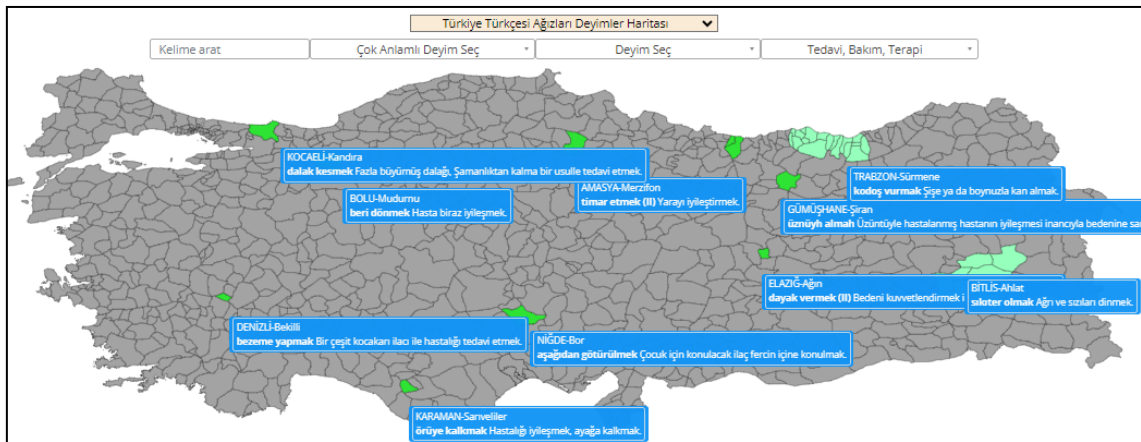 Türkiye Türkçesi Ağızları Deyimler Haritası
Kelime arat
Çok Anlamlı Deyim Seç
Deyim Seç
Tedavi, Bakım, Terapi
KOCAELİ-Kandıra
dalak kesmek Fazla büyümüş dalağı, Şamanlıktan kalma bir usulle tedavi etmek.
BOLU-Mudurnu
beri dönmek Hasta biraz iyileşmek.
AMASYA-Merzifon
timar etmek (II) Yarayı iyileştirmek.
TRABZON-Sürmene
kodoş vurmak Şişe ya da boynuzla kan almak.
GÜMÜŞHANE-Şiran
üznüyh almah Üzüntüyle hastalanmış hastanın iyileşmesi inancıyla bedenine
ELAZIĞ-Ağın
dayak vermek (II) Bedeni kuvvetlendirmek
BİTLİS-Ahlat
sıkıter olmak Ağrı ve sızıları dinmek.
DENİZLİ-Bekilli
bezeme yapmak Bir çeşit kocakarı ilacı ile hastalığı tedavi etmek.
NİĞDE-Bor
aşağıdan götürülmek Çocuk için konulacak ilaç fercin içine konulmak.
KARAMAN-Sarıveliler
örüye kalkmak Hastalığı iyileşmek, ayağa kalkmak.